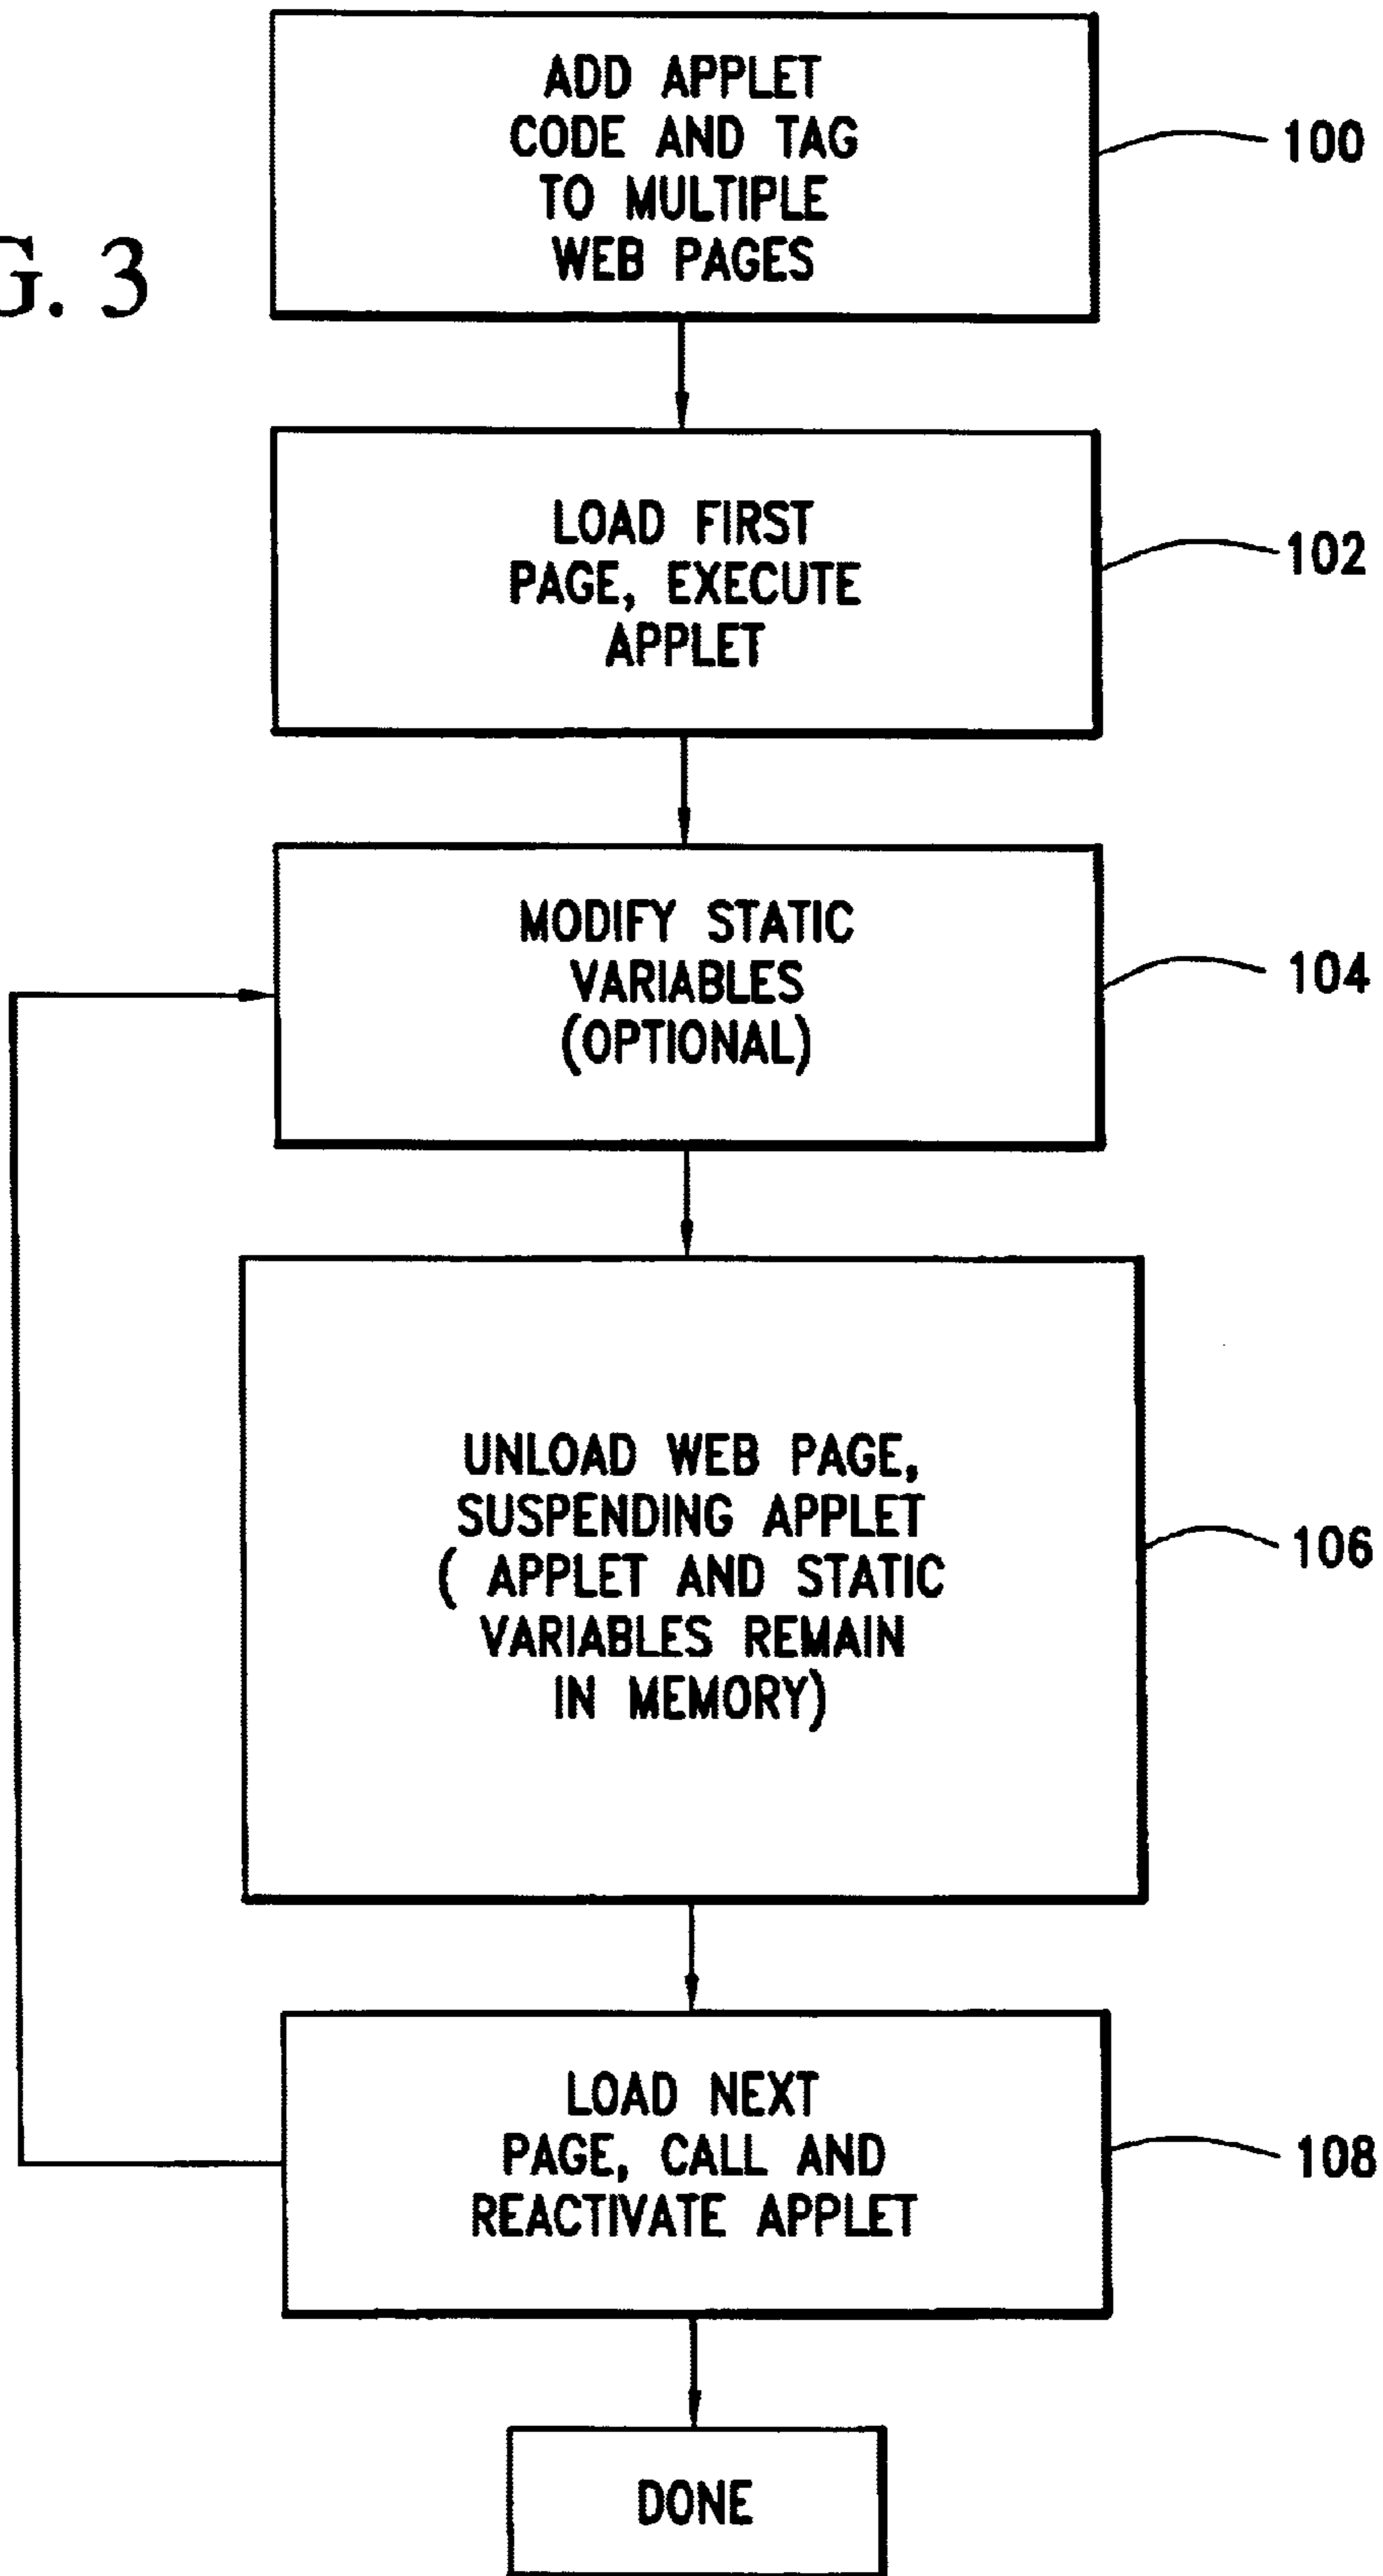 ADD APPLET
CODE AND TAG
TO MULTIPLE
WEB PAGES
100
G. 3
LOAD FIRST
PAGE, EXECUTE
APPLET
102
MODIFY STATIC
VARIABLES
(OPTIONAL)
104
UNLOAD WEB PAGE,
SUSPENDING APPLET
( APPLET AND STATIC
VARIABLES REMAIN
IN MEMORY)
106
LOAD NEXT
PAGE, CALL AND
REACTIVATE APPLET
108
DONE